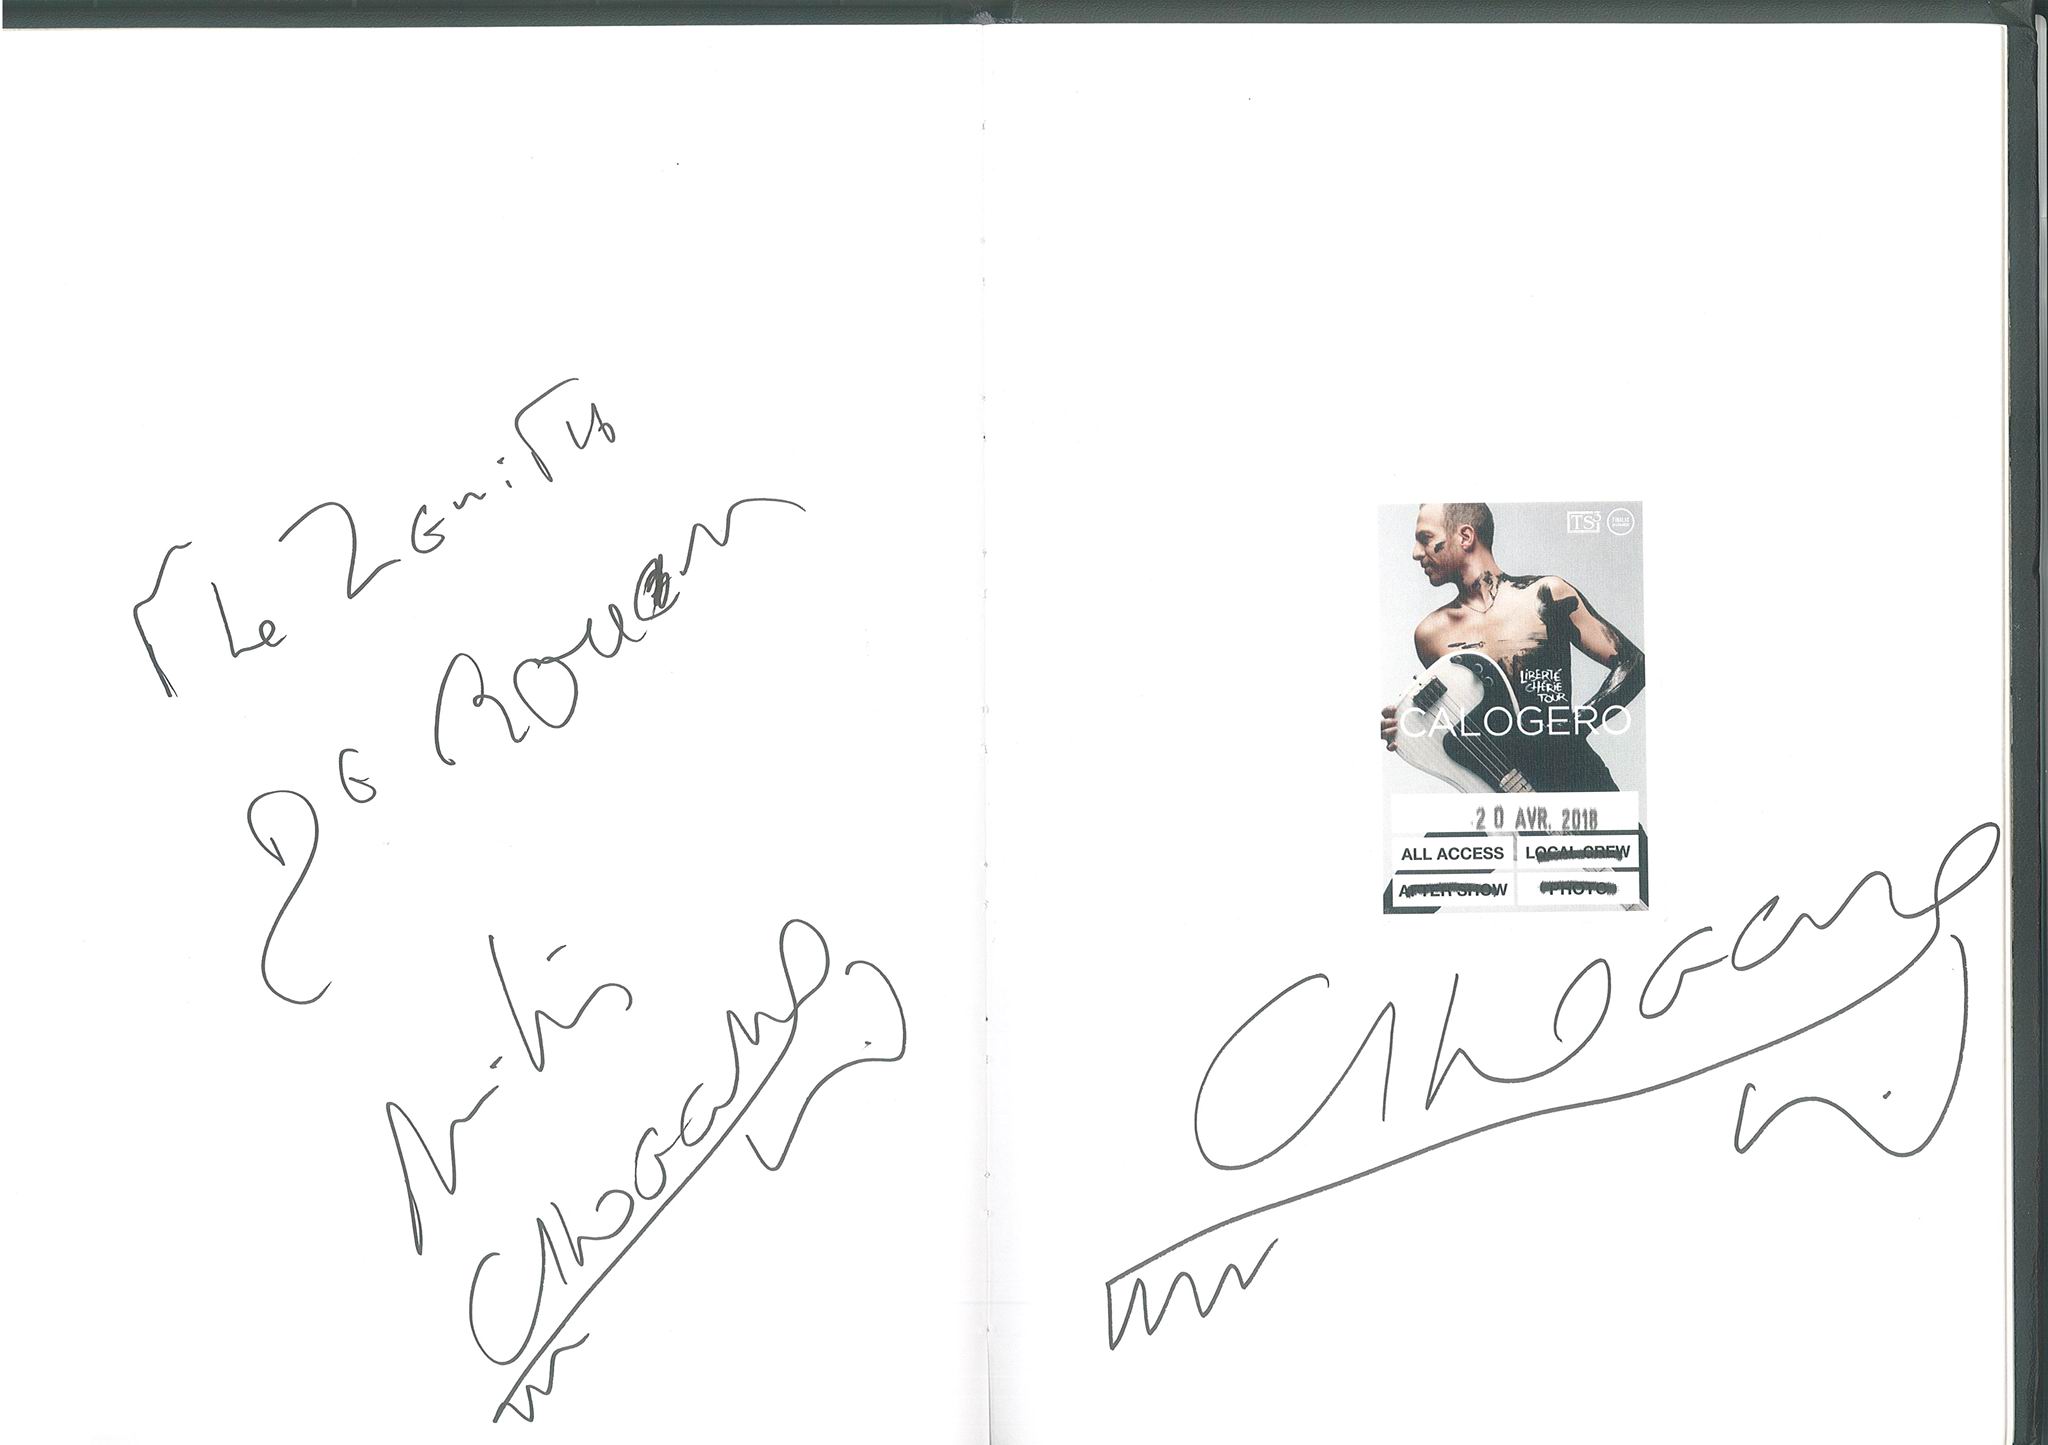 Le Zenith
De Rouen
Calogero
TS3
LIBERTÉ
CHÉRIE
TOUR
CALOGERO
20 AVR. 2018
ALL ACCESS
LOCAL CREW
AFTER SHOW
PHOTO
Calogero